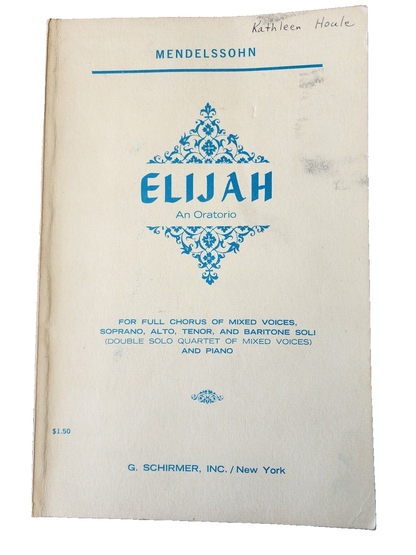 Kathleen Houle
MENDELSSOHN
ELIJAH
An Oratorio
FOR FULL CHORUS OF MIXED VOICES,
SOPRANO, ALTO, TENOR, AND BARITONE SOLI
(DOUBLE SOLO QUARTET OF MIXED VOICES)
AND PIANO
$1.50
G. SCHIRMER, INC. / New York